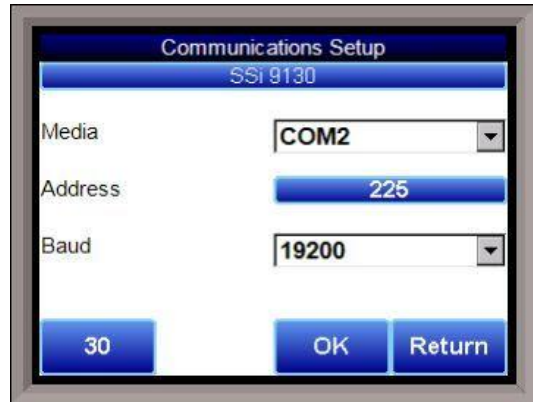 Communications Setup
SSi 9130
Media COM2
Address 225
Baud 19200
30 OK Return